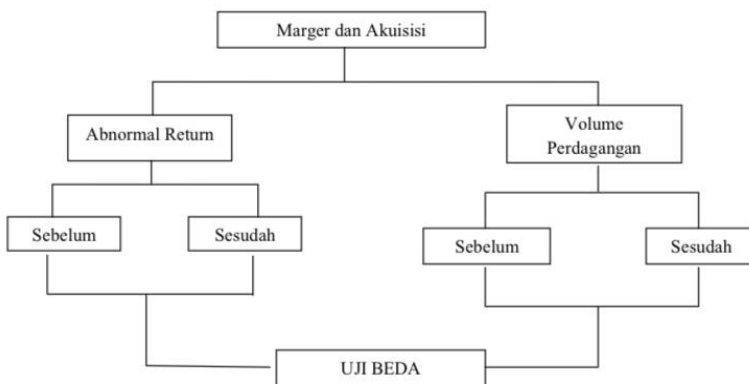 Marger dan Akuisisi
Abnormal Return
Volume
Perdagangan
Sebelum
Sesudah
Sebelum
Sesudah
UJI BEDA